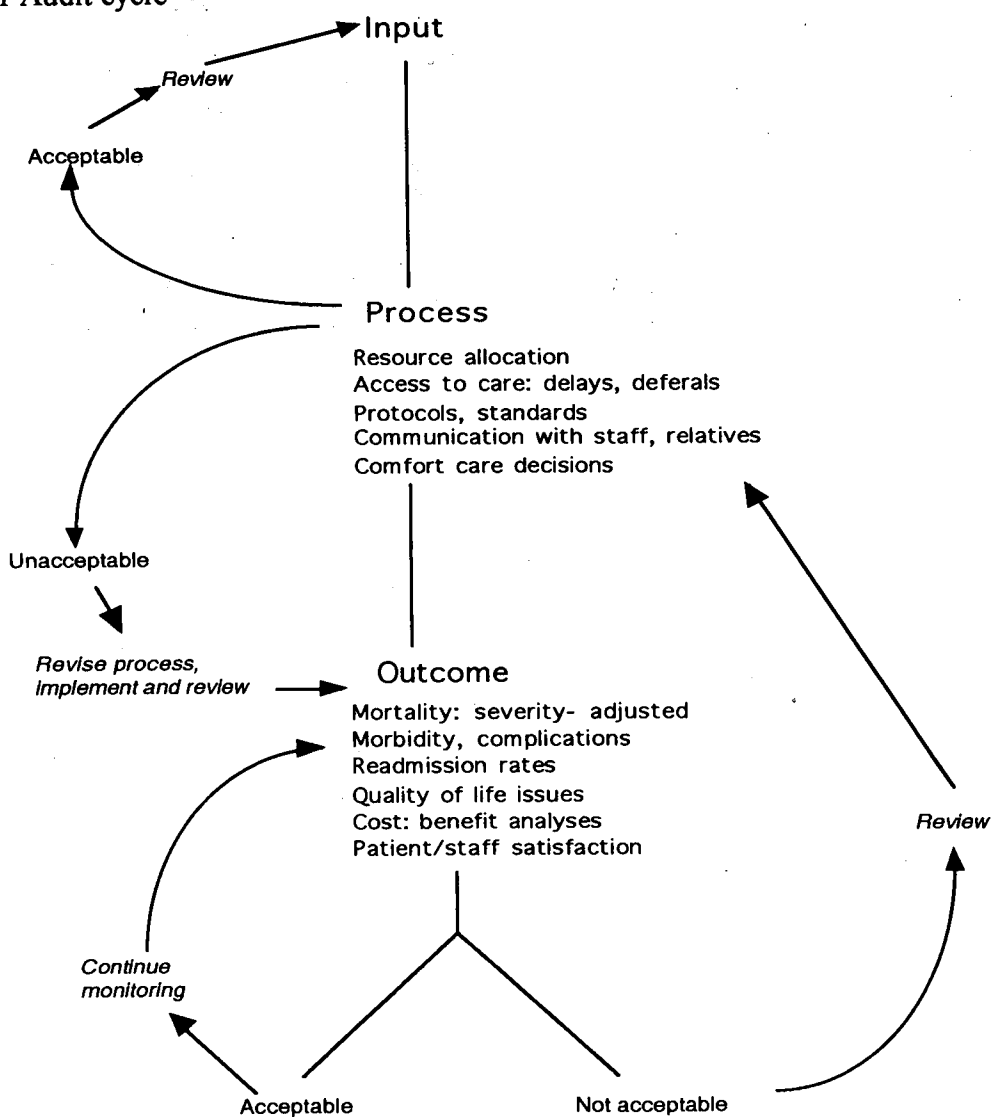 Audit cycle
Input
Review
Acceptable
Process
Resource allocation
Access to care: delays, deferals
Protocols, standards
Communication with staff, relatives
Comfort care decisions
Unacceptable
Revise process,
implement and review
Outcome
Mortality: severity- adjusted
Morbidity, complications
Readmission rates
Quality of life issues
Cost: benefit analyses
Patient/staff satisfaction
Review
Continue
monitoring
Acceptable
Not acceptable